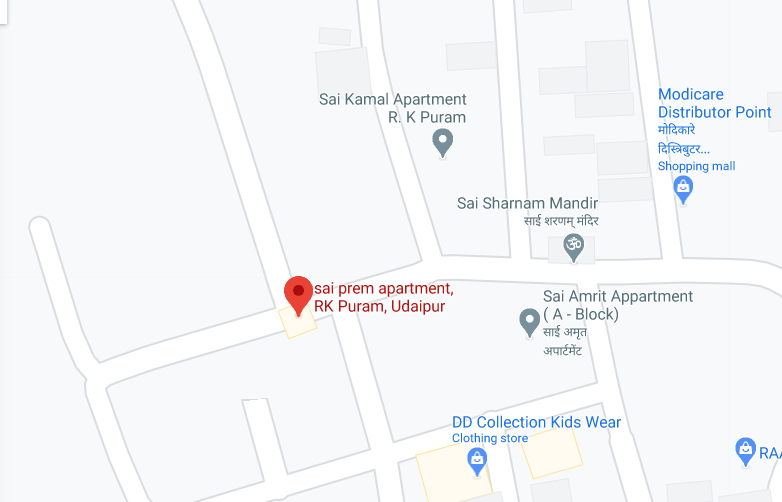 Sai Kamal Apartment
R. K Puram
Modicare
Distributor Point
मोदिकारे
दिस्त्रिबुटर...
Shopping mall
Sai Sharnam Mandir
साई शरणम् मंदिर
ॐ
sai prem apartment,
RK Puram, Udaipur
Sai Amrit Appartment
( A - Block)
साई अमृत
अपार्टमेंट
DD Collection Kids Wear
Clothing store
RAA